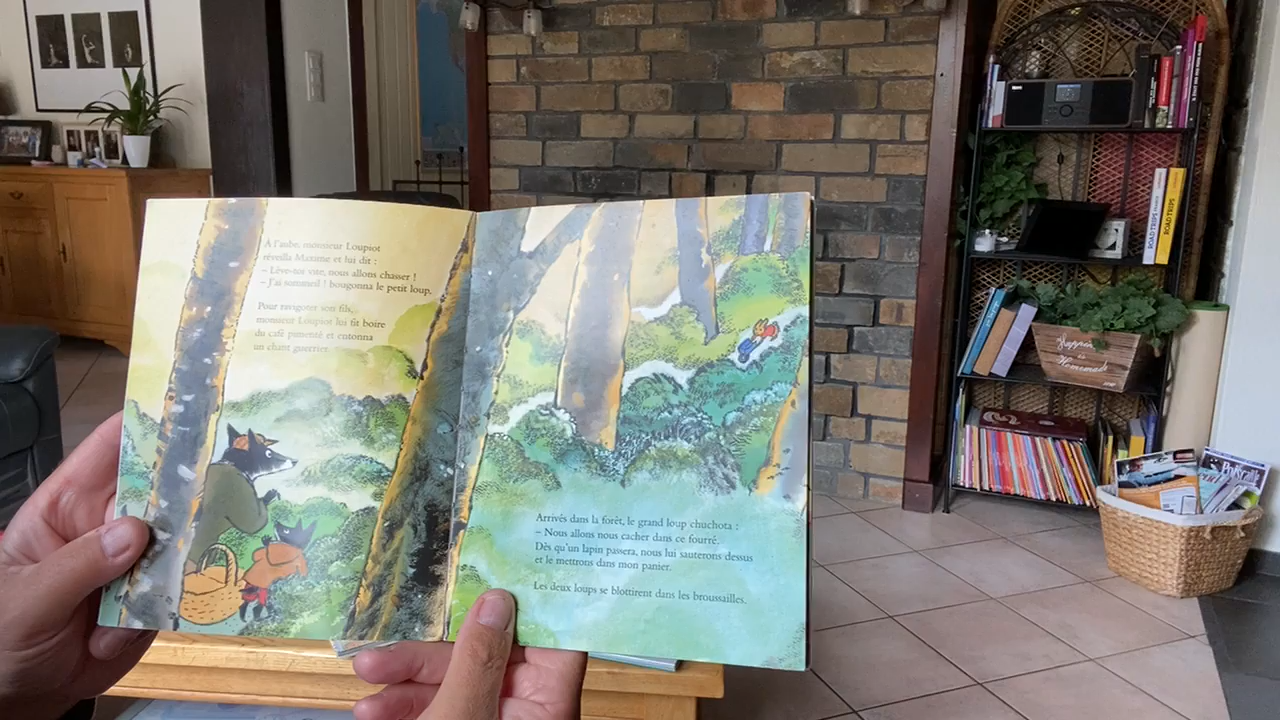 À l'aube, monsieur Loupiot
réveilla Maxime et lui dit :
– Lève-toi vite, nous allons chasser !
– J'ai sommeil ! bougonna le petit loup.
Pour ravigoter son fils,
monsieur Loupiot lui fit boire
du café pimenté et entonna
un chant guerrier.
Arrivés dans la forêt, le grand loup chuchota :
– Nous allons nous cacher dans ce fourré.
Dès qu'un lapin passera, nous lui sauterons dessus
et le mettrons dans mon panier.
Les deux loups se blottirent dans les broussailles.
ROAD TRIPS
ROAD TRIPS
Homemade